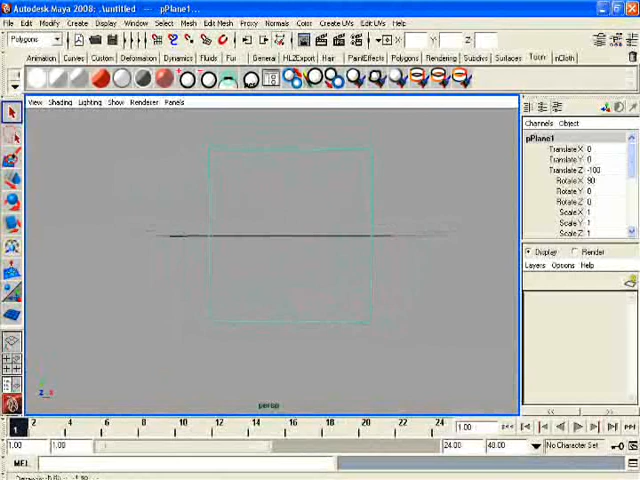 Autodesk Maya 2008: .\untitled --- pPlane1...
File Edit Modify Create Display Window Select Mesh Edit Mesh Proxy Normals Color Create UVs Edit UVs Help
Polygons X: Y: Z:
Animation Curves Custom Deformation Dynamics Fluids Fur General HL2Export Hair PaintEffects Polygons Rendering Subdivs Surfaces Toon nCloth
View Shading Lighting Show Renderer Panels
Channels Object
pPlane1
Translate X 0
Translate Y 0
Translate Z -100
Rotate X 90
Rotate Y 0
Rotate Z 0
Scale X 1
Scale Y 1
Scale Z 1
Display Render
Layers Options Help
persp
1 2 4 6 8 10 12 14 16 18 20 22 24 1.00
1.00 1.00 24.00 48.00 No Character Set
MEL